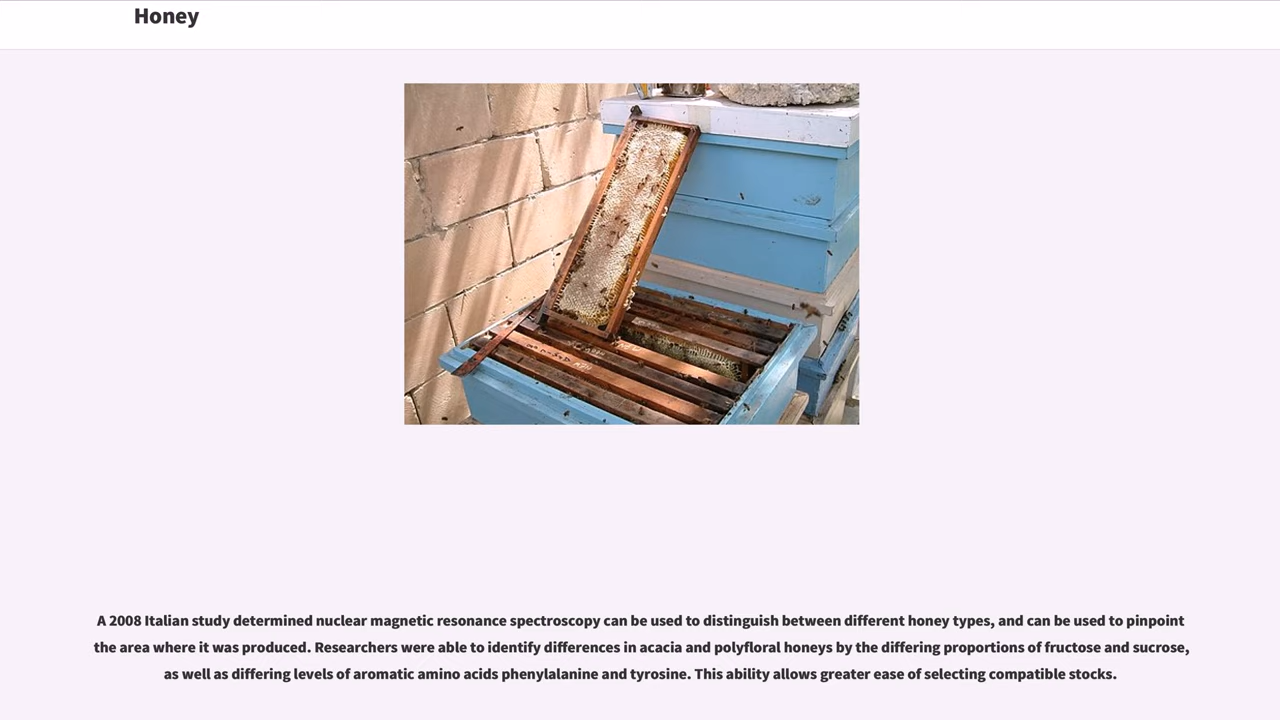 Honey
A 2008 Italian study determined nuclear magnetic resonance spectroscopy can be used to distinguish between different honey types, and can be used to pinpoint
the area where it was produced. Researchers were able to identify differences in acacia and polyfloral honeys by the differing proportions of fructose and sucrose,
as well as differing levels of aromatic amino acids phenylalanine and tyrosine. This ability allows greater ease of selecting compatible stocks.